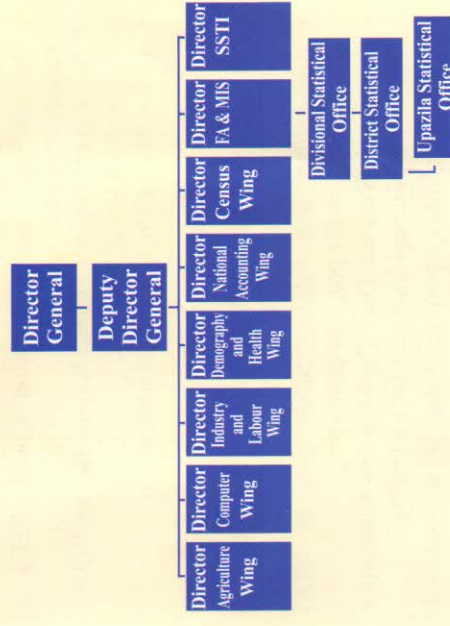 Director
General
Deputy
Director
General
Director
Agriculture
Wing
Director
Computer
Wing
Director
Industry
and
Labour
Wing
Director
Demography
and
Health
Wing
Director
National
Accounting
Wing
Director
Census
Wing
Director
FA & MIS
Director
SSTI
Divisional Statistical
Office
District Statistical
Office
Upazila Statistical
Office